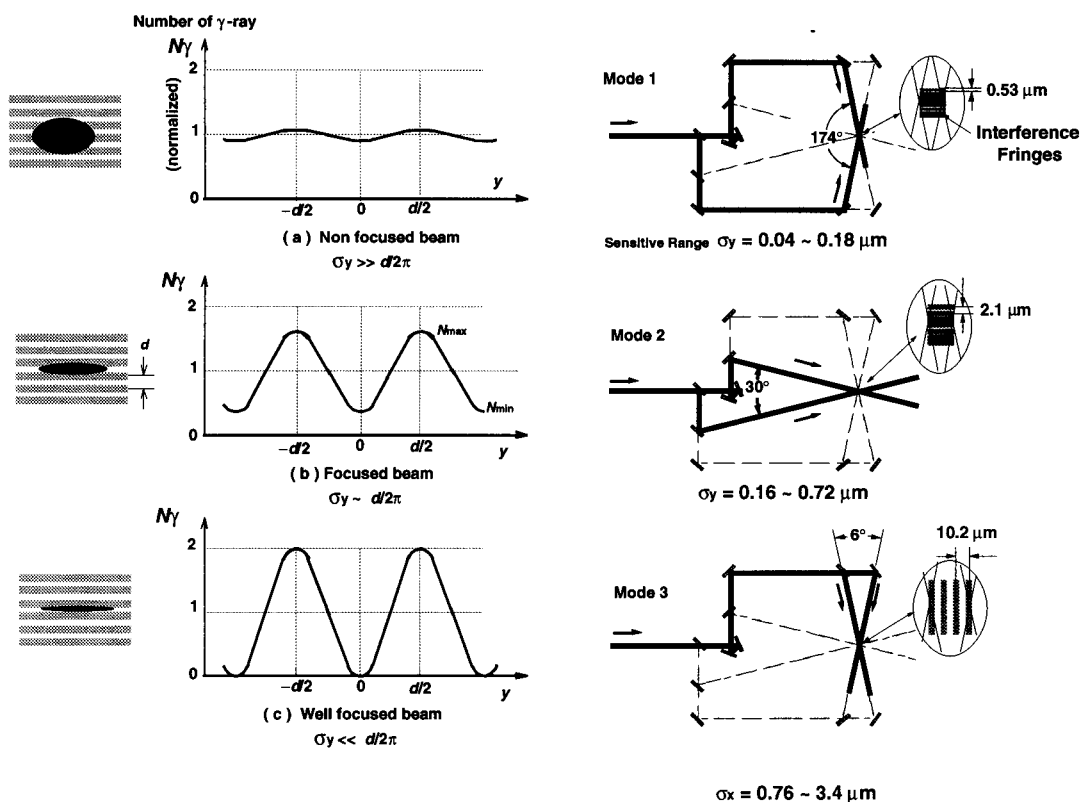 Number of γ-ray
Nγ
(normalized)
2
1
0
−d/2
0
d/2
y
( a ) Non focused beam
σy >> d/2π
d
Nγ
2
1
0
Nmax
Nmin
−d/2
0
d/2
y
( b ) Focused beam
σy ~ d/2π
Nγ
2
1
0
−d/2
0
d/2
y
( c ) Well focused beam
σy << d/2π
Mode 1
174°
0.53 μm
Interference
Fringes
Sensitive Range σy = 0.04 ~ 0.18 μm
Mode 2
30°
2.1 μm
σy = 0.16 ~ 0.72 μm
Mode 3
6°
10.2 μm
σx = 0.76 ~ 3.4 μm